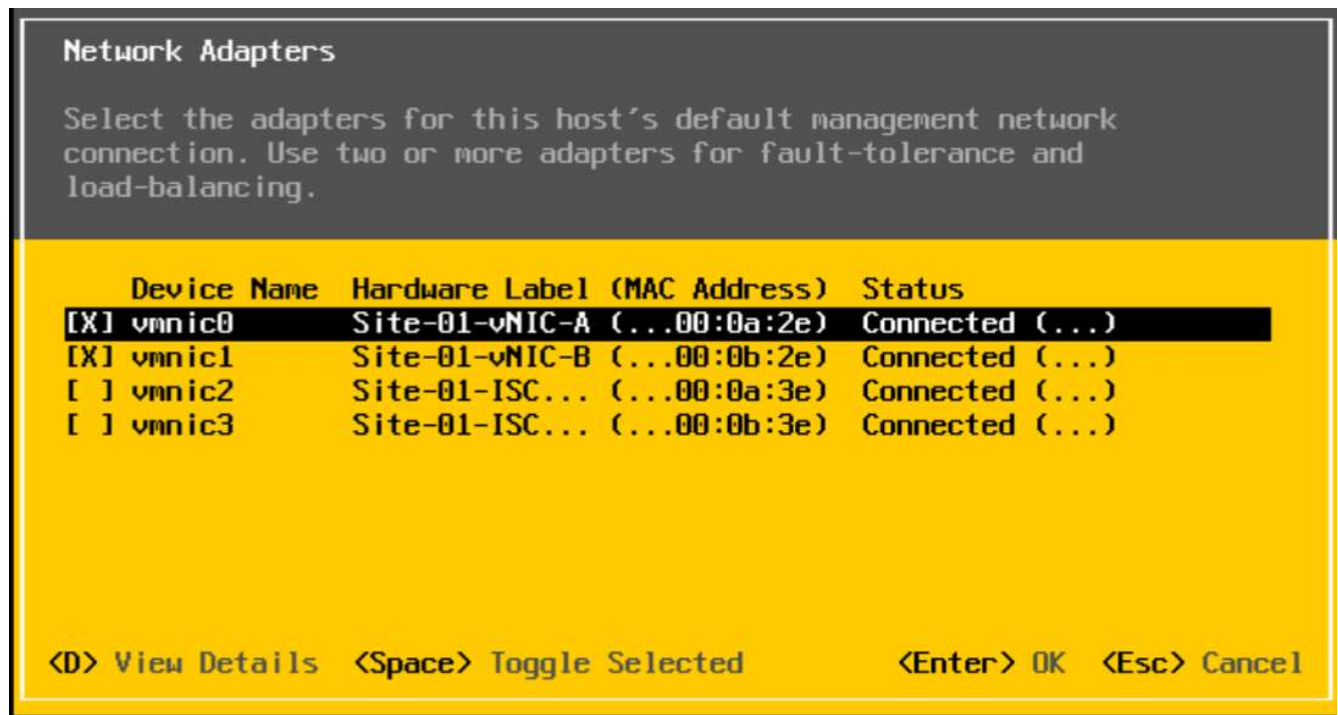 Network Adapters
Select the adapters for this host's default management network
connection. Use two or more adapters for fault-tolerance and
load-balancing.
Device Name Hardware Label (MAC Address) Status
[X] vmnic0 Site-01-vNIC-A (...00:0a:2e) Connected (...)
[X] vmnic1 Site-01-vNIC-B (...00:0b:2e) Connected (...)
[ ] vmnic2 Site-01-ISC... (...00:0a:3e) Connected (...)
[ ] vmnic3 Site-01-ISC... (...00:0b:3e) Connected (...)
<D> View Details <Space> Toggle Selected <Enter> OK <Esc> Cancel